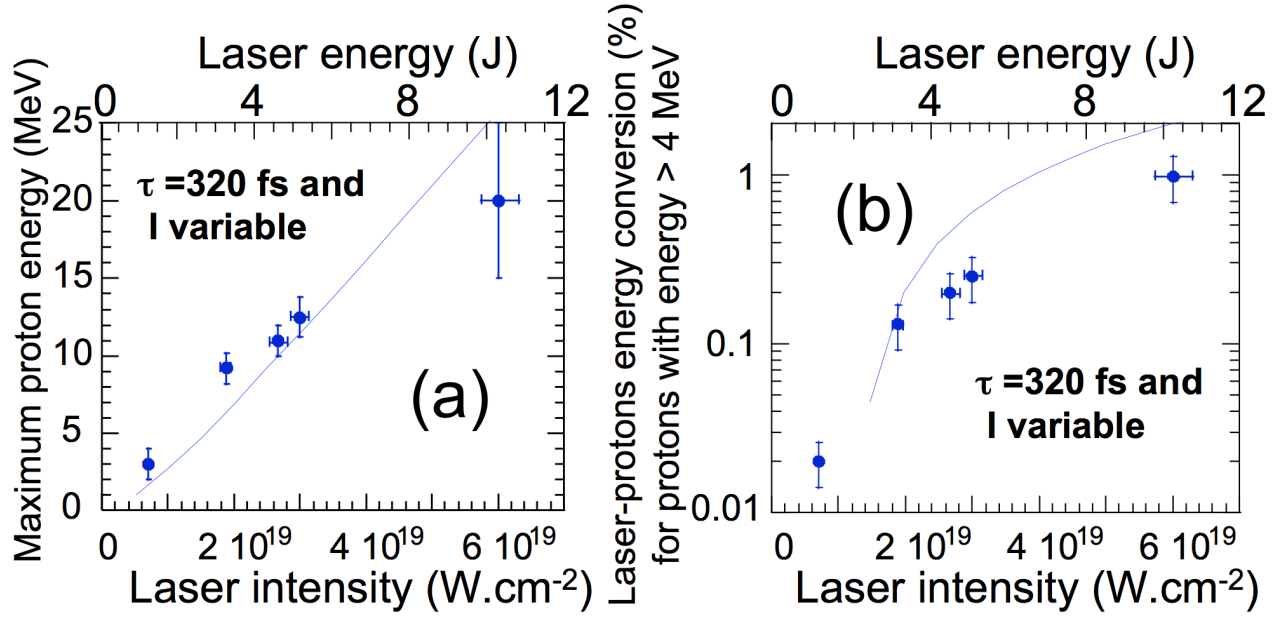 Laser energy (J)
0 4 8 12
Maximum proton energy (MeV)
25
20
15
10
5
0
τ =320 fs and
I variable
(a)
0 2 10¹⁹ 4 10¹⁹ 6 10¹⁹
Laser intensity (W.cm-²)
Laser-protons energy conversion (%)
for protons with energy > 4 MeV
Laser energy (J)
0 4 8 12
1
0.1
0.01
(b)
τ =320 fs and
I variable
0 2 10¹⁹ 4 10¹⁹ 6 10¹⁹
Laser intensity (W.cm-²)